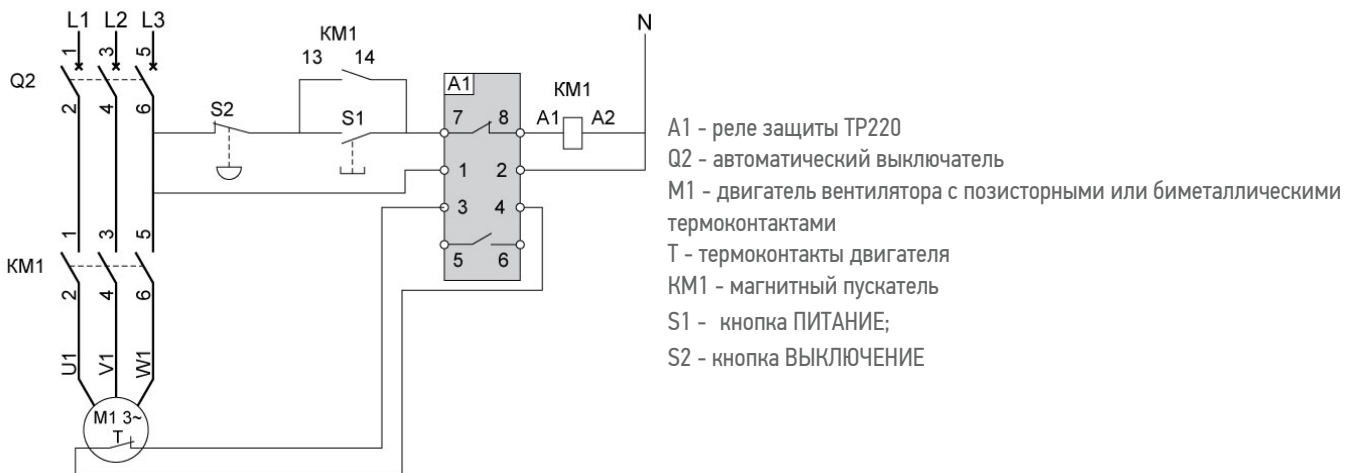 L1 L2 L3
1 3 5
Q2
2 4 6
KM1
13 14
S2
S1
A1
7 8
1 2
3 4
5 6
KM1
A1 A2
N
1 3 5
KM1
2 4 6
U1 V1 W1
M1 3~
T
A1 - реле защиты TP220
Q2 - автоматический выключатель
M1 - двигатель вентилятора с позисторными или биметаллическими
термоконтактами
T - термоконтакты двигателя
KM1 - магнитный пускатель
S1 - кнопка ПИТАНИЕ;
S2 - кнопка ВЫКЛЮЧЕНИЕ